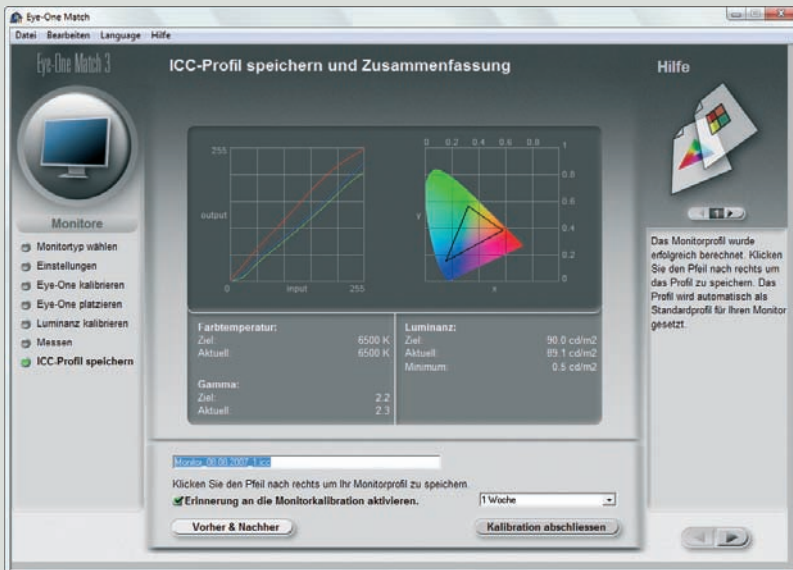 Eye-One Match
Datei Bearbeiten Language Hilfe
Eye-One Match 3
ICC-Profil speichern und Zusammenfassung
Hilfe
Monitore
Monitortyp wählen
Einstellungen
Eye-One kalibrieren
Eye-One platzieren
Luminanz kalibrieren
Messen
ICC-Profil speichern
255
output
0 input 255
0 0.2 0.4 0.6 0.8 1
0.8
0.6
y 0.4
0.2
0
x
Farbtemperatur:
Ziel: 6500 K
Aktuell: 6500 K
Gamma:
Ziel: 2.2
Aktuell: 2.3
Luminanz:
Ziel: 90.0 cd/m2
Aktuell: 89.1 cd/m2
Minimum: 0.5 cd/m2
Monitor_08.08.2007_1.icc
Klicken Sie den Pfeil nach rechts um Ihr Monitorprofil zu speichern.
Erinnerung an die Monitorkalibration aktivieren.
1 Woche
Vorher & Nachher
Kalibration abschliessen
1
Das Monitorprofil wurde
erfolgreich berechnet. Klicken
Sie den Pfeil nach rechts um
das Profil zu speichern. Das
Profil wird automatisch als
Standardprofil für Ihren Monitor
gesetzt.